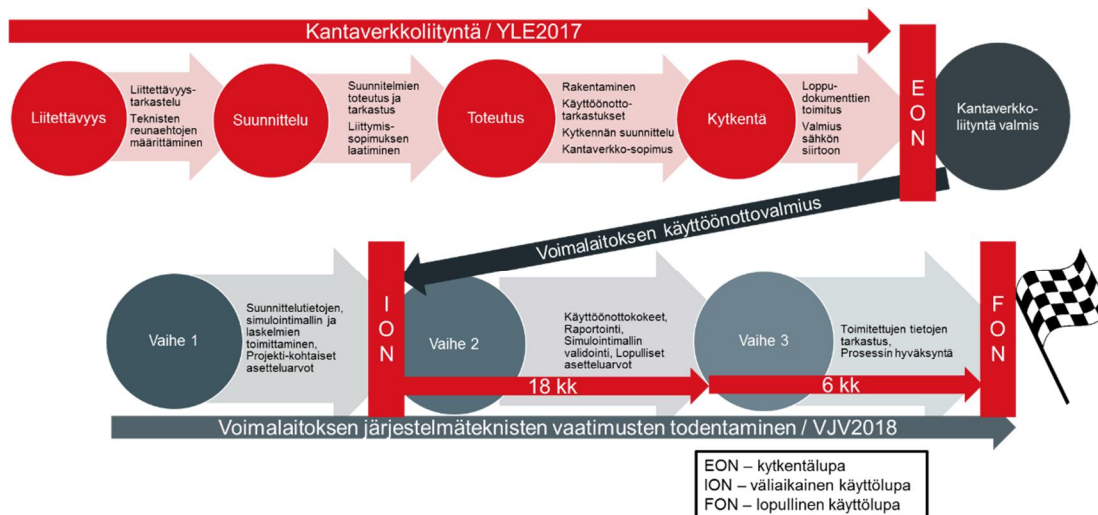 Kantaverkkoliityntä / YLE2017
Liitettävyys
Liittettävyys-
tarkastelu
Teknisten
reunaehtojen
määrittäminen
Suunnittelu
Suunnitelmien
toteutus ja
tarkastus
Liittymis-
sopimuksen
laatiminen
Toteutus
Rakentaminen
Käyttöönotto-
tarkastukset
Kytkennän suunnittelu
Kantaverkko-sopimus
Kytkentä
Loppu-
dokumenttien
toimitus
Valmius
sähkön
siirtoon
E
O
N
Kantaverkko-
liityntä valmis
Voimalaitoksen käyttöönottovalmius
Vaihe 1
Suunnittelutietojen,
simulointimallin ja
laskelmien
toimittaminen,
Projekti-kohtaiset
asetteluarvot
I
O
N
Vaihe 2
Käyttöönottokokeet,
Raportointi,
Simulointimallin
validointi, Lopulliset
asetteluarvot
18 kk
Vaihe 3
Toimitettujen tietojen
tarkastus,
Prosessin hyväksyntä
6 kk
F
O
N
Voimalaitoksen järjestelmäteknisten vaatimusten todentaminen / VJV2018
EON – kytkentälupa
ION – väliaikainen käyttölupa
FON – lopullinen käyttölupa